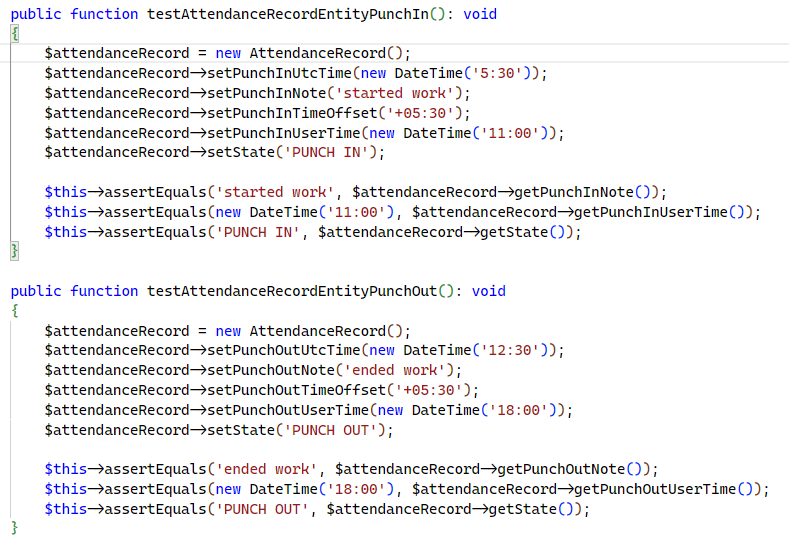 public function testAttendanceRecordEntityPunchIn(): void
{
    $attendanceRecord = new AttendanceRecord();
    $attendanceRecord->setPunchInUtcTime(new DateTime('5:30'));
    $attendanceRecord->setPunchInNote('started work');
    $attendanceRecord->setPunchInTimeOffset('+05:30');
    $attendanceRecord->setPunchInUserTime(new DateTime('11:00'));
    $attendanceRecord->setState('PUNCH IN');

    $this->assertEquals('started work', $attendanceRecord->getPunchInNote());
    $this->assertEquals(new DateTime('11:00'), $attendanceRecord->getPunchInUserTime());
    $this->assertEquals('PUNCH IN', $attendanceRecord->getState());
}

public function testAttendanceRecordEntityPunchOut(): void
{
    $attendanceRecord = new AttendanceRecord();
    $attendanceRecord->setPunchOutUtcTime(new DateTime('12:30'));
    $attendanceRecord->setPunchOutNote('ended work');
    $attendanceRecord->setPunchOutTimeOffset('+05:30');
    $attendanceRecord->setPunchOutUserTime(new DateTime('18:00'));
    $attendanceRecord->setState('PUNCH OUT');

    $this->assertEquals('ended work', $attendanceRecord->getPunchOutNote());
    $this->assertEquals(new DateTime('18:00'), $attendanceRecord->getPunchOutUserTime());
    $this->assertEquals('PUNCH OUT', $attendanceRecord->getState());
}